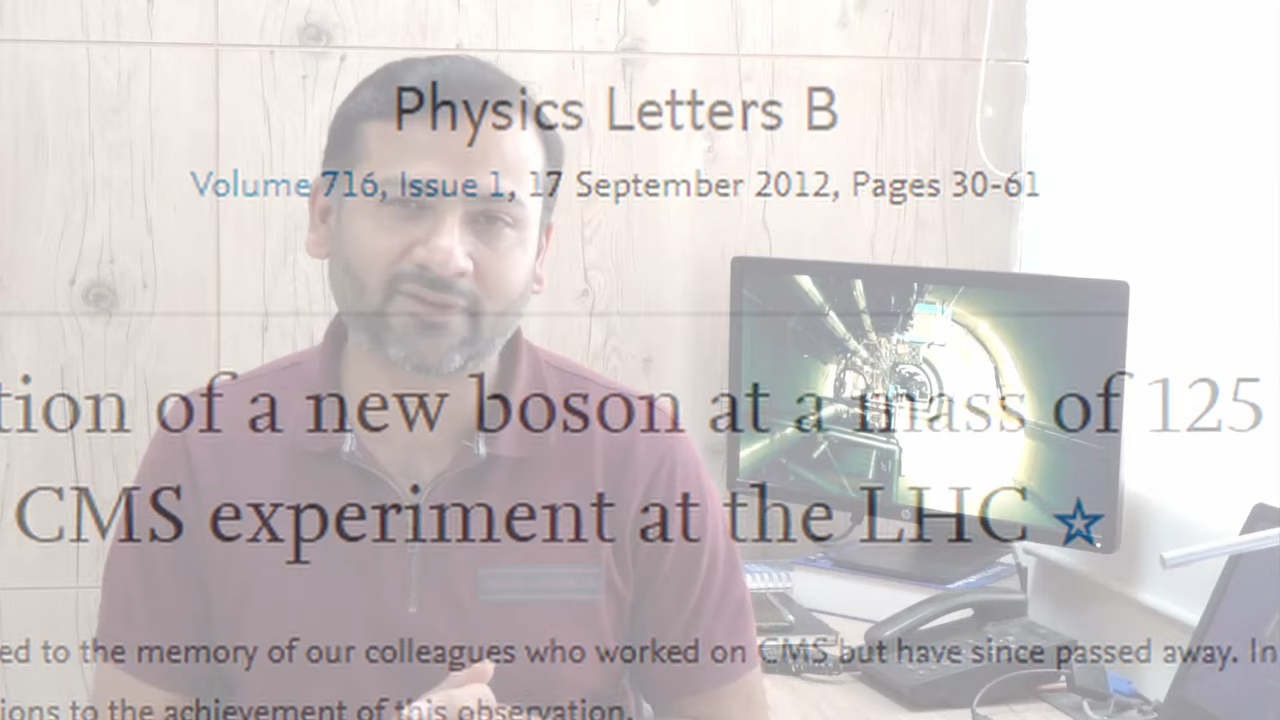 Physics Letters B
Volume 716, Issue 1, 17 September 2012, Pages 30-61
tion of a new boson at a mass of 125
CMS experiment at the LHC ☆
ed to the memory of our colleagues who worked on CMS but have since passed away. In
ions to the achievement of this observation.